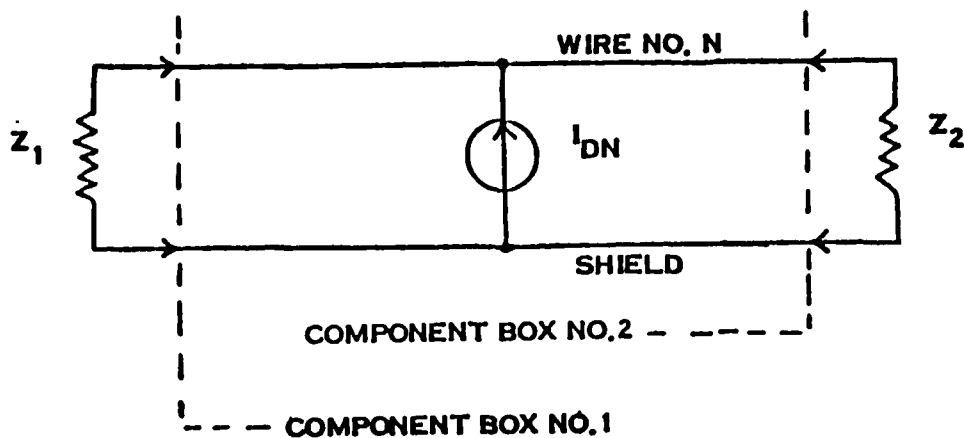 WIRE NO. N
Z1
IDN
Z2
SHIELD
COMPONENT BOX NO.2
COMPONENT BOX NO.1